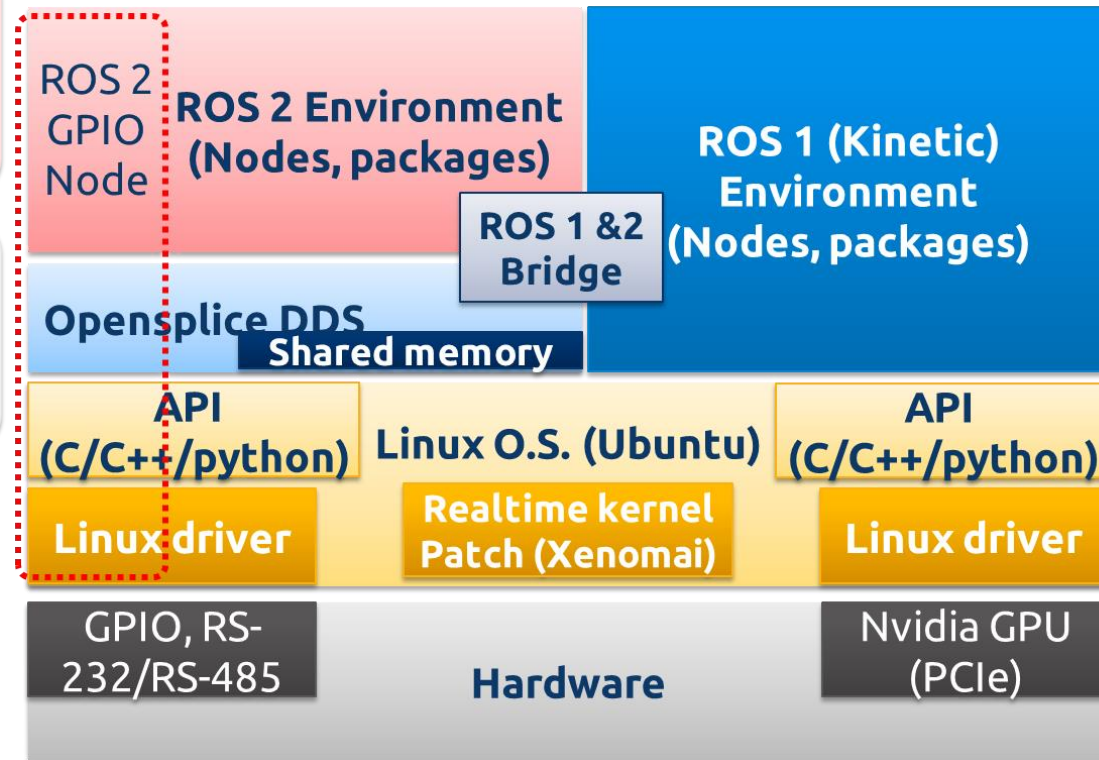 ROS 2
GPIO
Node
ROS 2 Environment
(Nodes, packages)
ROS 1 (Kinetic)
Environment
(Nodes, packages)
ROS 1 &2
Bridge
Opensplice DDS
Shared memory
API
(C/C++/python)
Linux O.S. (Ubuntu)
API
(C/C++/python)
Linux driver
Realtime kernel
Patch (Xenomai)
Linux driver
GPIO, RS-
232/RS-485
Hardware
Nvidia GPU
(PCIe)